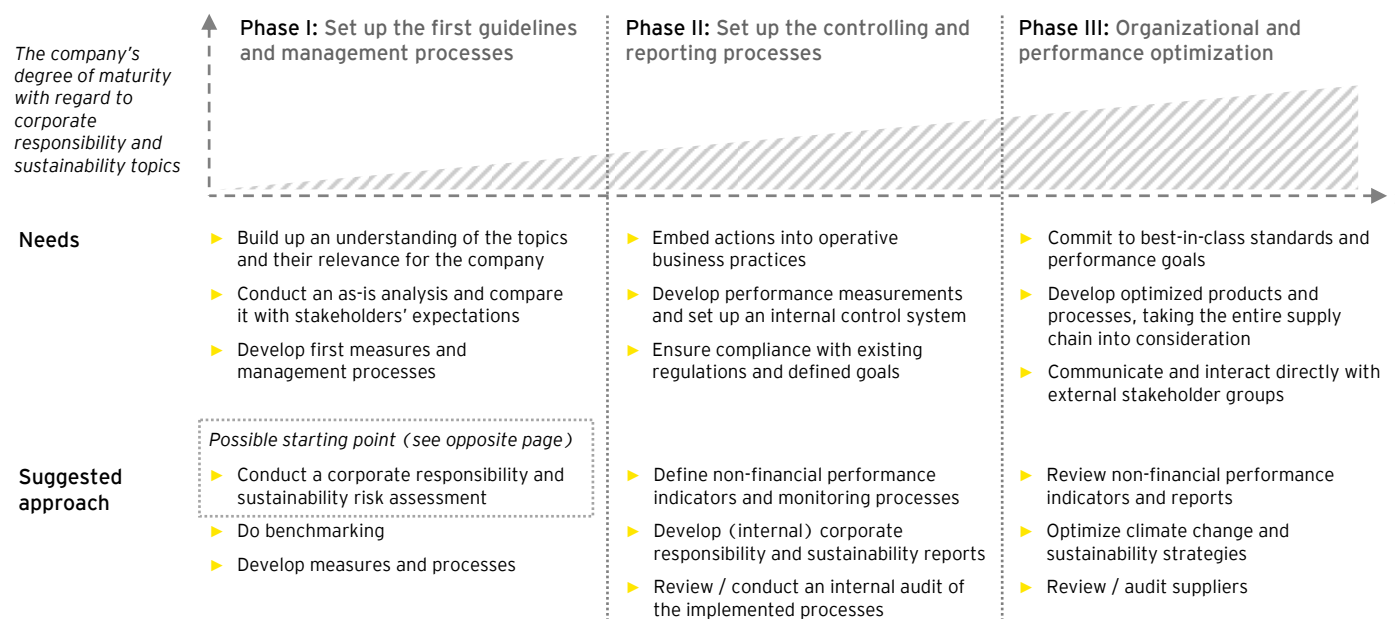 The company's
degree of maturity
with regard to
corporate
responsibility and
sustainability topics
Phase I: Set up the first guidelines
and management processes
Phase II: Set up the controlling and
reporting processes
Phase III: Organizational and
performance optimization
Needs
► Build up an understanding of the topics
and their relevance for the company
► Conduct an as-is analysis and compare
it with stakeholders' expectations
► Develop first measures and
management processes
► Embed actions into operative
business practices
► Develop performance measurements
and set up an internal control system
► Ensure compliance with existing
regulations and defined goals
► Commit to best-in-class standards and
performance goals
► Develop optimized products and
processes, taking the entire supply
chain into consideration
► Communicate and interact directly with
external stakeholder groups
Suggested
approach
Possible starting point (see opposite page)
► Conduct a corporate responsibility and
sustainability risk assessment
► Do benchmarking
► Develop measures and processes
► Define non-financial performance
indicators and monitoring processes
► Develop (internal) corporate
responsibility and sustainability reports
► Review / conduct an internal audit of
the implemented processes
► Review non-financial performance
indicators and reports
► Optimize climate change and
sustainability strategies
► Review / audit suppliers